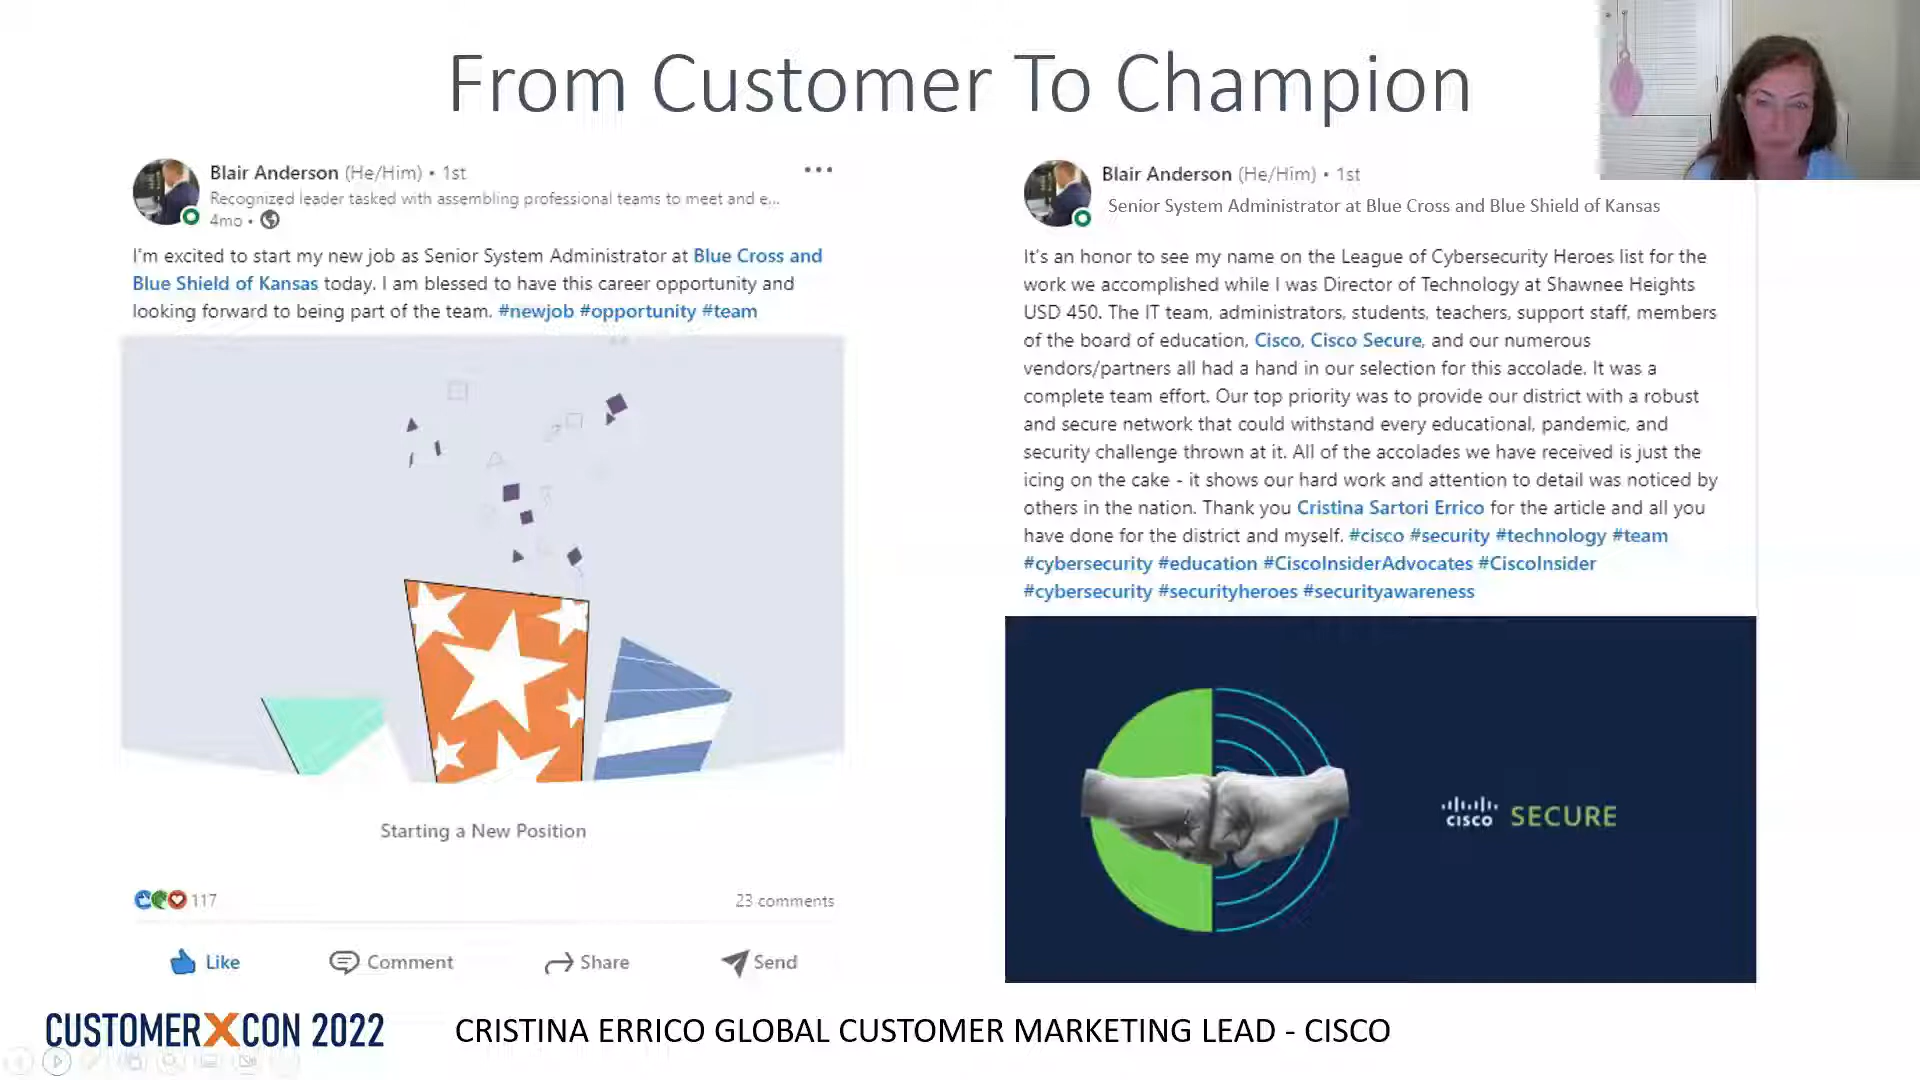 From Customer To Champion
Blair Anderson (He/Him) • 1st
Recognized leader tasked with assembling professional teams to meet and e...
4mo •
I'm excited to start my new job as Senior System Administrator at Blue Cross and
Blue Shield of Kansas today. I am blessed to have this career opportunity and
looking forward to being part of the team. #newjob #opportunity #team
Starting a New Position
117
23 comments
Like
Comment
Share
Send
Blair Anderson (He/Him) • 1st
Senior System Administrator at Blue Cross and Blue Shield of Kansas
It's an honor to see my name on the League of Cybersecurity Heroes list for the
work we accomplished while I was Director of Technology at Shawnee Heights
USD 450. The IT team, administrators, students, teachers, support staff, members
of the board of education, Cisco, Cisco Secure, and our numerous
vendors/partners all had a hand in our selection for this accolade. It was a
complete team effort. Our top priority was to provide our district with a robust
and secure network that could withstand every educational, pandemic, and
security challenge thrown at it. All of the accolades we have received is just the
icing on the cake - it shows our hard work and attention to detail was noticed by
others in the nation. Thank you Cristina Sartori Errico for the article and all you
have done for the district and myself. #cisco #security #technology #team
#cybersecurity #education #CiscoInsiderAdvocates #CiscoInsider
#cybersecurity #securityheroes #securityawareness
CISCO SECURE
CUSTOMERXCON 2022
CRISTINA ERRICO GLOBAL CUSTOMER MARKETING LEAD - CISCO